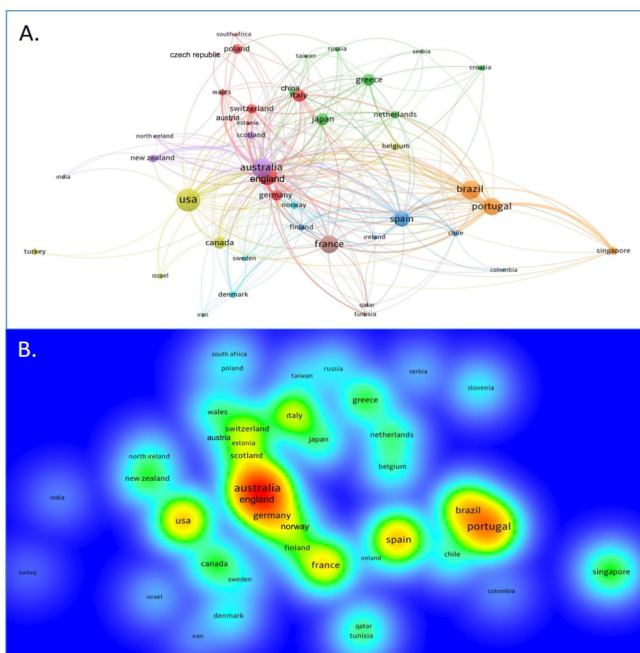 A.
south africa
poland
czech republic
russia
taiwan
serbia
croatia
china
greece
wales
italy
switzerland
austria
estonia
japan
netherlands
north ireland
scotland
belgium
new zealand
australia
india
england
usa
germany
norway
brazil
portugal
spain
finland
canada
france
ireland
chile
turkey
sweden
singapore
israel
colombia
denmark
iran
qatar
tunisia
B.
south africa
poland
taiwan
russia
serbia
slovenia
greece
wales
italy
switzerland
austria
estonia
japan
netherlands
scotland
north ireland
belgium
new zealand
australia
india
england
usa
germany
norway
brazil
portugal
spain
finland
ireland
chile
canada
france
turkey
sweden
singapore
israel
colombia
denmark
iran
qatar
tunisia